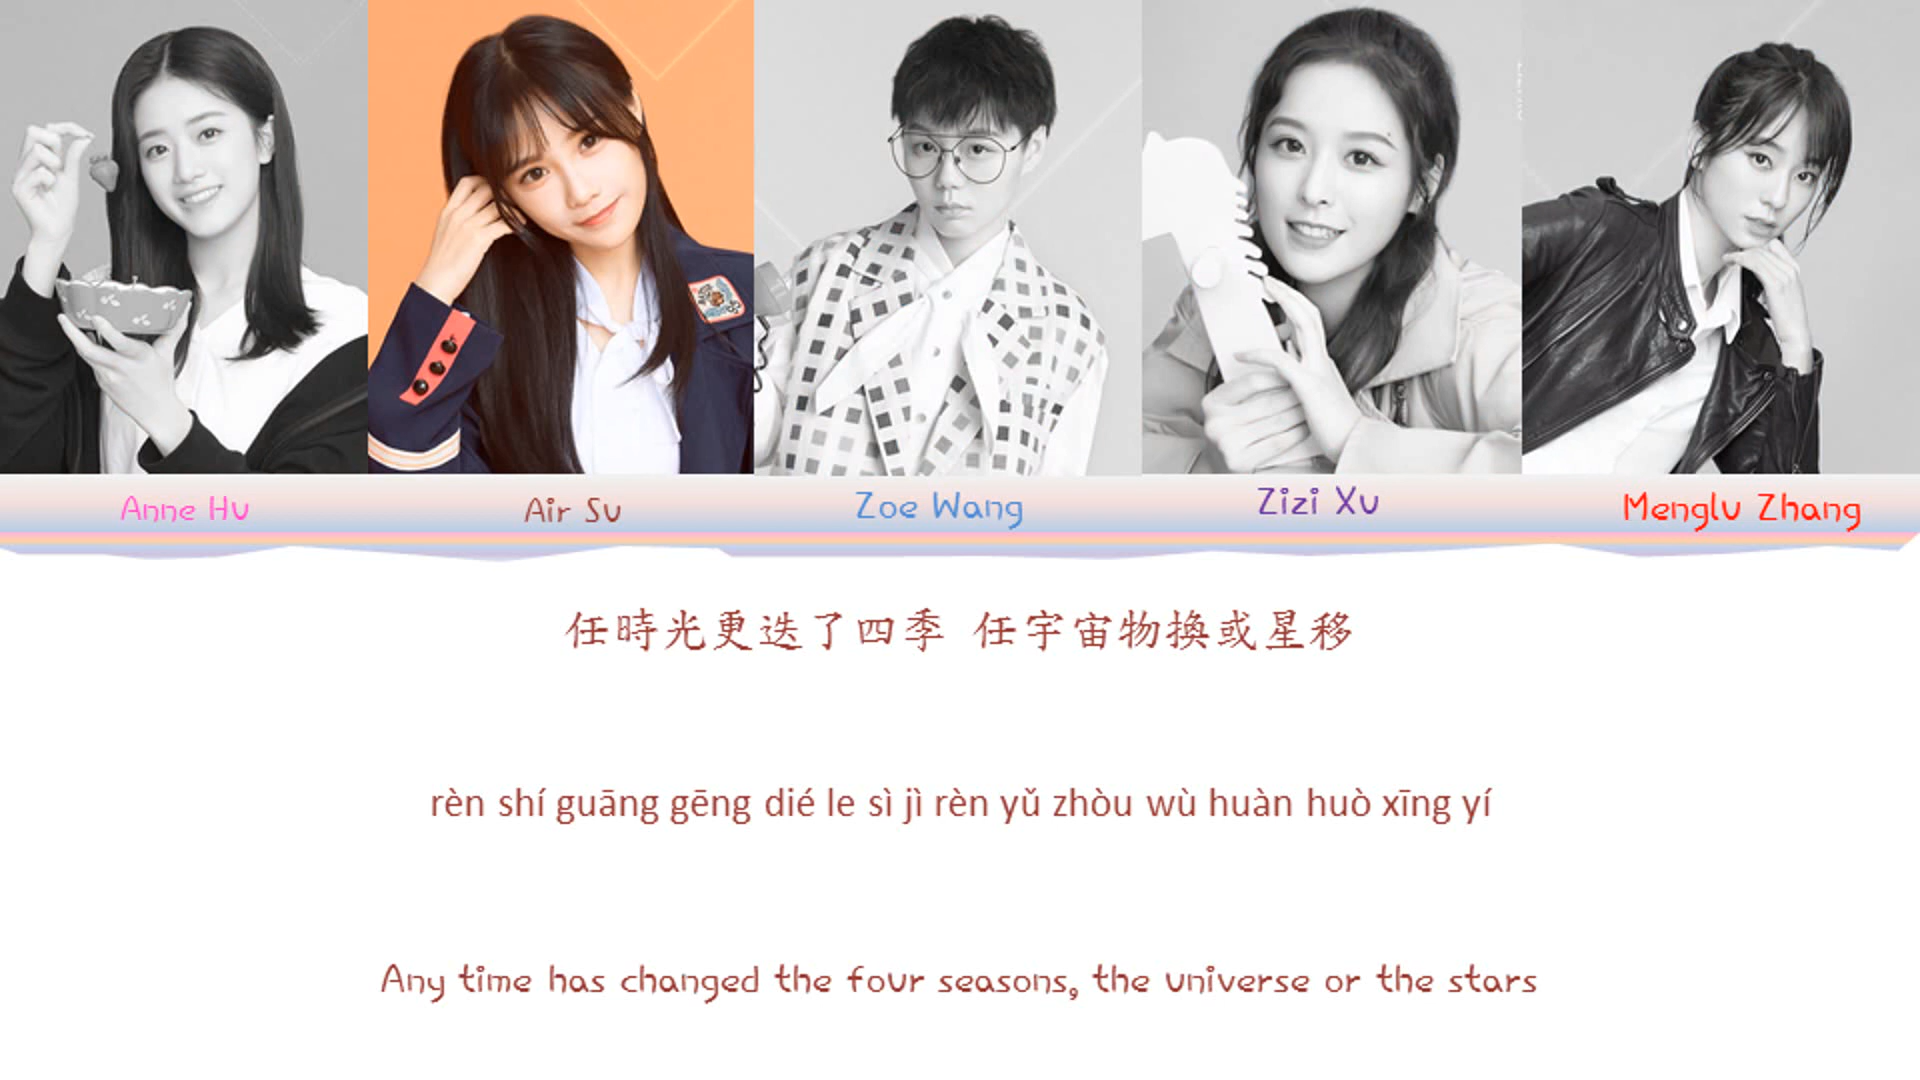 Anne Hu
Air Su
Zoe Wang
Zizi Xu
Menglu Zhang
任時光更迭了四季 任宇宙物換或星移
rèn shí guāng gēng dié le sì jì rèn yǔ zhòu wù huàn huò xīng yí
Any time has changed the four seasons, the universe or the stars